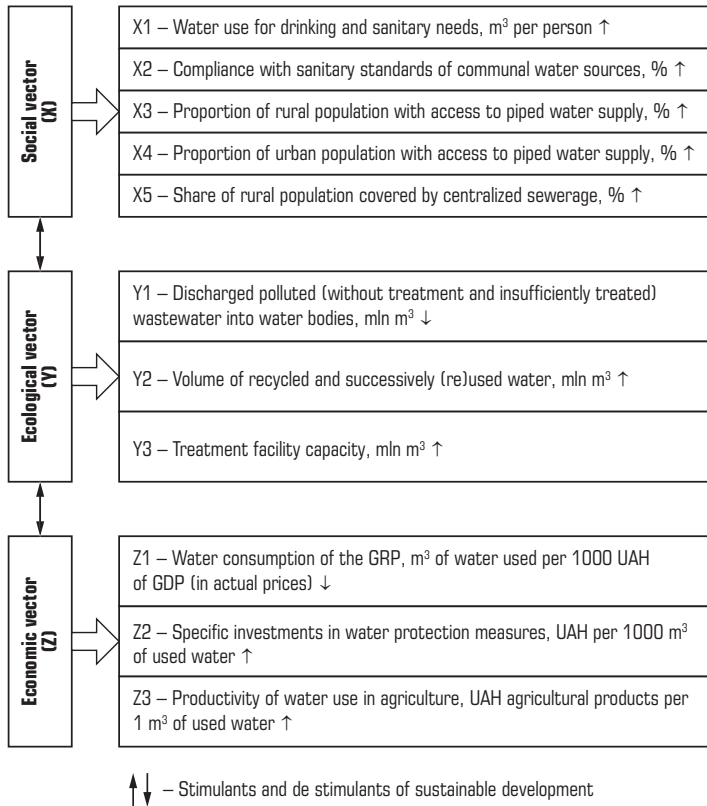 Social vector
(X)
X1 – Water use for drinking and sanitary needs, m³ per person ↑
X2 – Compliance with sanitary standards of communal water sources, % ↑
X3 – Proportion of rural population with access to piped water supply, % ↑
X4 – Proportion of urban population with access to piped water supply, % ↑
X5 – Share of rural population covered by centralized sewerage, % ↑
Ecological vector
(Y)
Y1 – Discharged polluted (without treatment and insufficiently treated)
wastewater into water bodies, mln m³ ↓
Y2 – Volume of recycled and successively (re)used water, mln m³ ↑
Y3 – Treatment facility capacity, mln m³ ↑
Economic vector
(Z)
Z1 – Water consumption of the GRP, m³ of water used per 1000 UAH
of GDP (in actual prices) ↓
Z2 – Specific investments in water protection measures, UAH per 1000 m³
of used water ↑
Z3 – Productivity of water use in agriculture, UAH agricultural products per
1 m³ of used water ↑
↑↓ – Stimulants and de stimulants of sustainable development